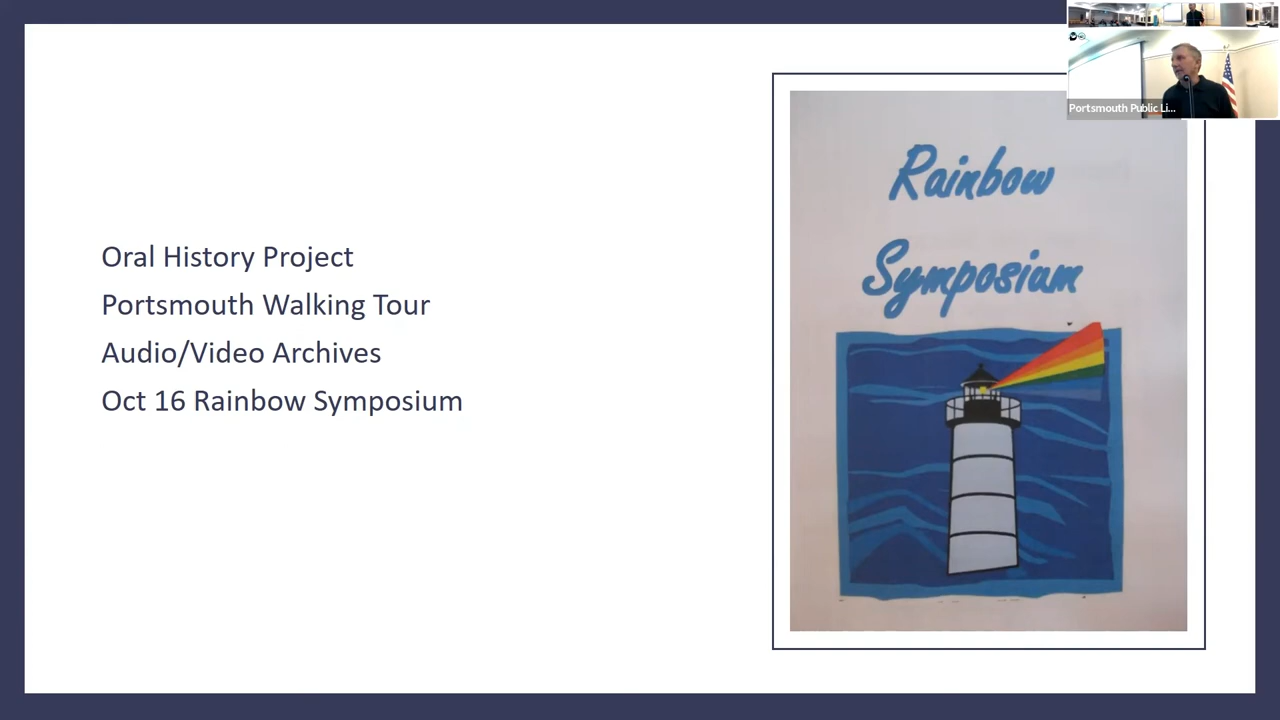 Oral History Project
Portsmouth Walking Tour
Audio/Video Archives
Oct 16 Rainbow Symposium
Rainbow
Symposium
Portsmouth Public Li...